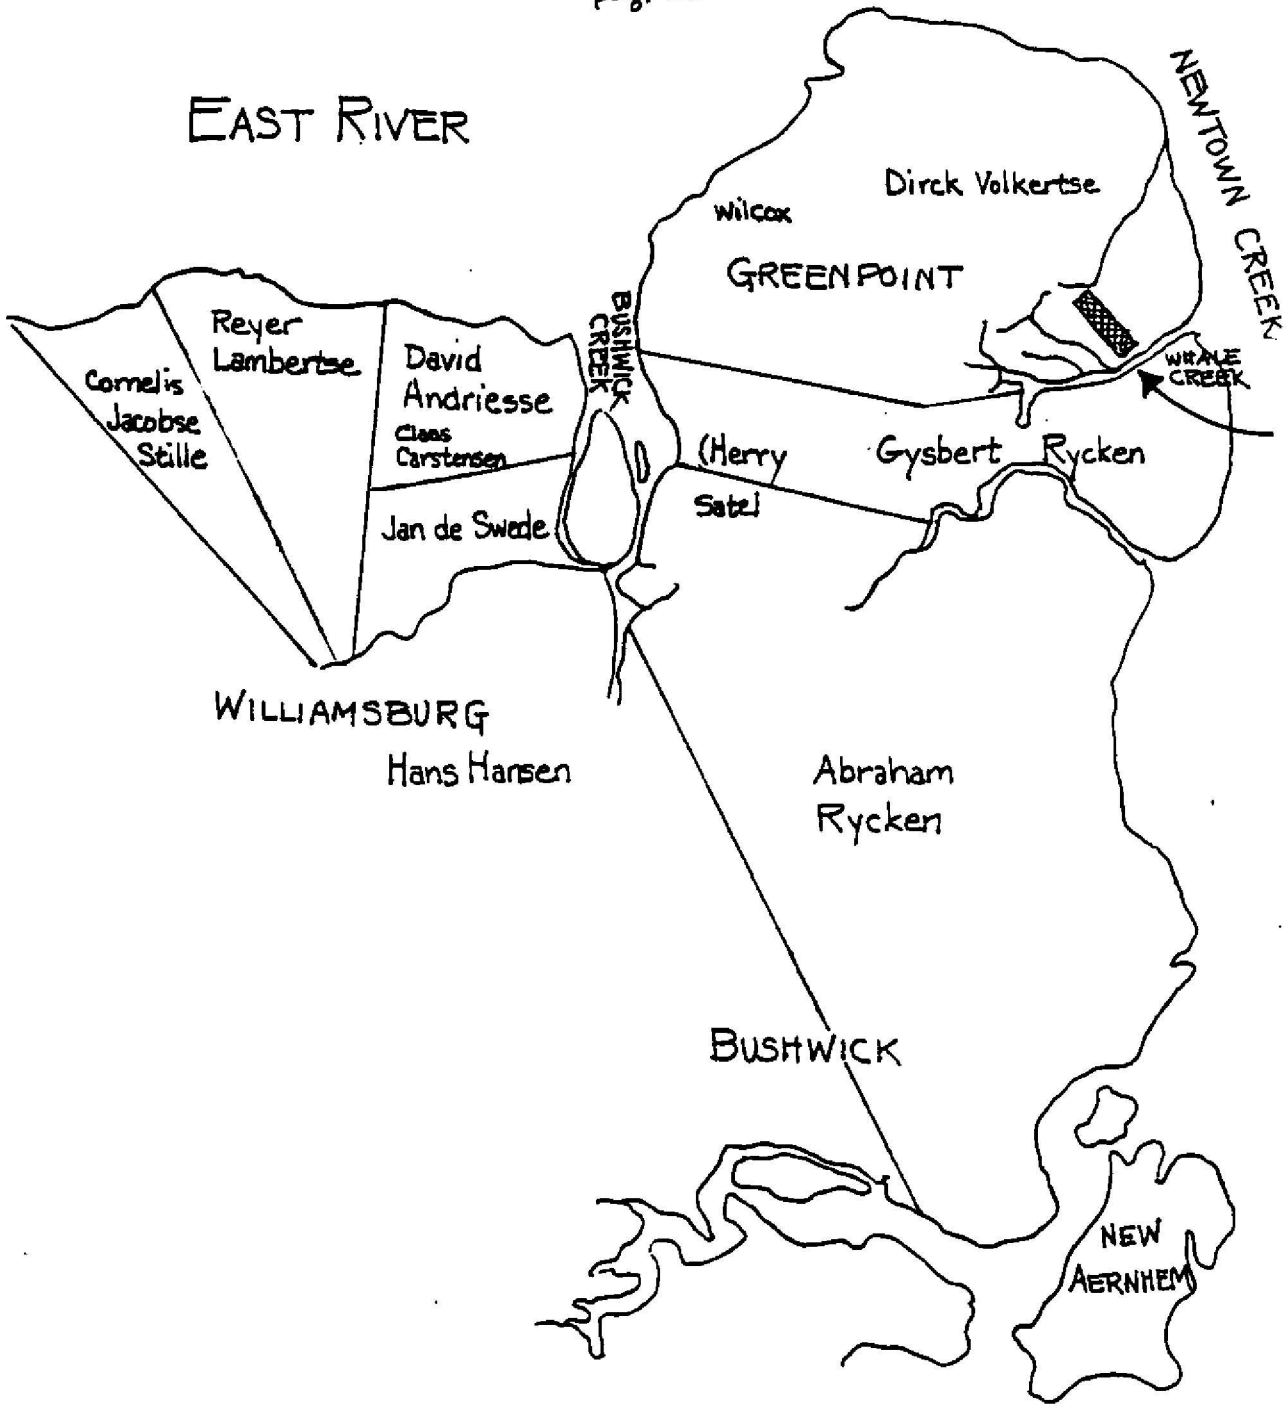 EAST RIVER
NEWTOWN CREEK
Dirck Volkertse
Wilcox
GREENPOINT
BUSHWICK
CREEK
Reyer
Lambertse
David
Andriesse
Claes
Carstensen
Cornelis
Jacobse
Stille
WHALE
CREEK
(Herry
Satel
Gysbert Rycken
Jan de Swede
WILLIAMSBURG
Hans Hansen
Abraham
Rycken
BUSHWICK
NEW
AERNHEM